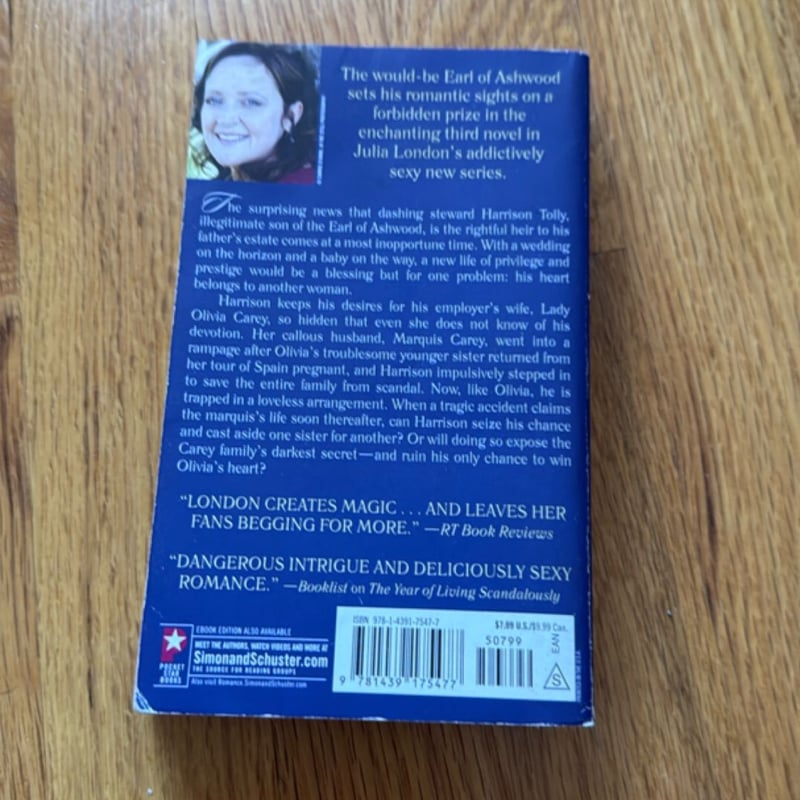 The would-be Earl of Ashwood
sets his romantic sights on a
forbidden prize in the
enchanting third novel in
Julia London's addictively
sexy new series.
The surprising news that dashing steward Harrison Tolly,
illegitimate son of the Earl of Ashwood, is the rightful heir to his
father's estate comes at a most inopportune time. With a wedding
on the horizon and a baby on the way, a new life of privilege and
prestige would be a blessing but for one problem: his heart
belongs to another woman.
Harrison keeps his desires for his employer's wife, Lady
Olivia Carey, so hidden that even she does not know of his
devotion. Her callous husband, Marquis Carey, went into a
rampage after Olivia's troublesome younger sister returned from
her tour of Spain pregnant, and Harrison impulsively stepped in
to save the entire family from scandal. Now, like Olivia, he is
trapped in a loveless arrangement. When a tragic accident claims
the marquis's life soon thereafter, can Harrison seize his chance
and cast aside one sister for another? Or will doing so expose the
Carey family's darkest secret—and ruin his only chance to win
Olivia's heart?
"LONDON CREATES MAGIC . . . AND LEAVES HER
FANS BEGGING FOR MORE." —RT Book Reviews
"DANGEROUS INTRIGUE AND DELICIOUSLY SEXY
ROMANCE." —Booklist on The Year of Living Scandalously
POCKET
STAR
BOOKS
EBOOK EDITION ALSO AVAILABLE
MEET THE AUTHORS, WATCH VIDEOS AND MORE AT
SimonandSchuster.com
THE SOURCE FOR READING GROUPS
Also visit Romance.SimonandSchuster.com
ISBN 978-1-4391-7547-7
$7.99 U.S./$9.99 Can.
50799
9 781439 175477
EAN
S